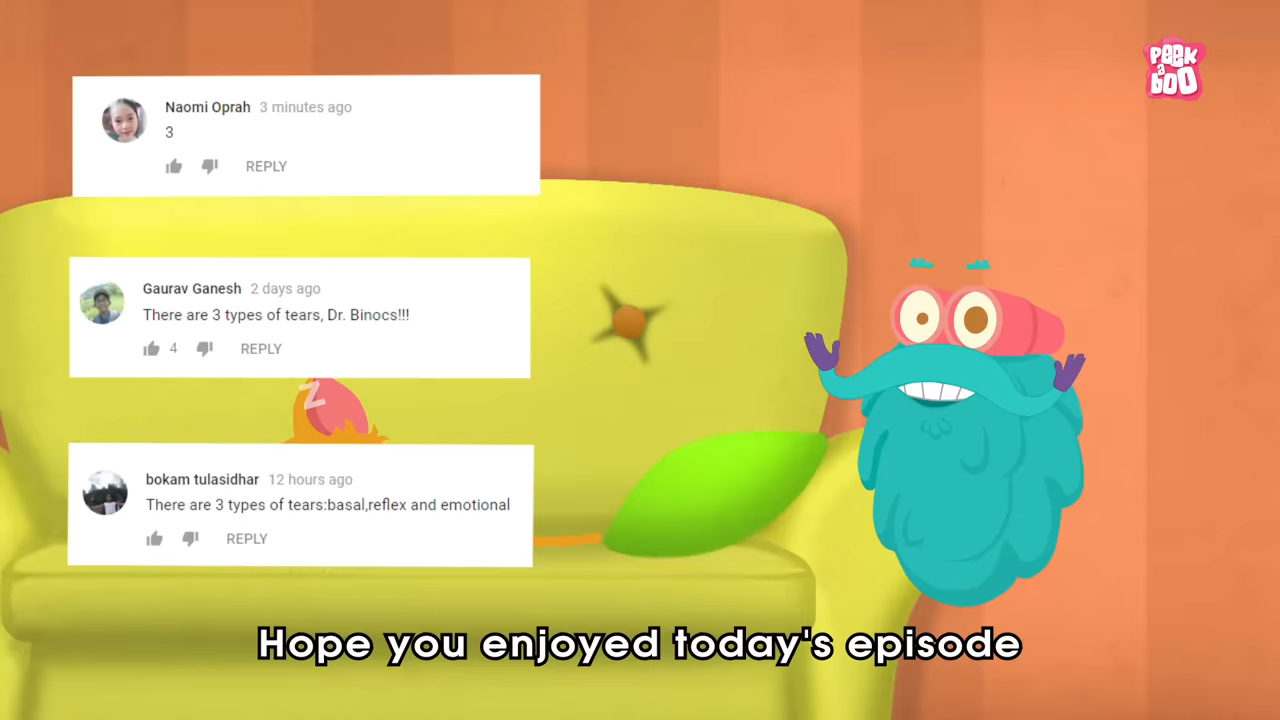 Peek
a
boo
Naomi Oprah 3 minutes ago
3
REPLY
Gaurav Ganesh 2 days ago
There are 3 types of tears, Dr. Binocs!!!
4 REPLY
Z
bokam tulasidhar 12 hours ago
There are 3 types of tears:basal,reflex and emotional
REPLY
Hope you enjoyed today's episode